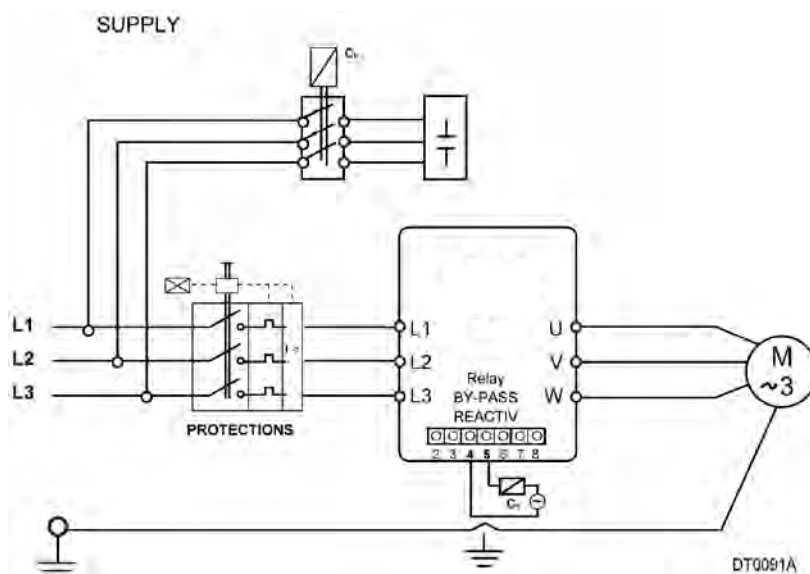 SUPPLY
L1
L2
L3
PROTECTIONS
L1
L2
L3
U
V
W
Relay
BY-PASS
REACTIV
2 3 4 5 6 7 8
M
~3
DT0091A